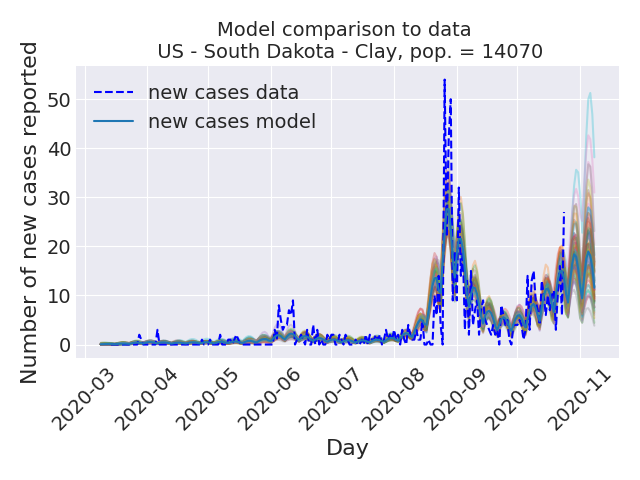 Model comparison to data
US - South Dakota - Clay, pop. = 14070
Number of new cases reported
50
40
30
20
10
0
new cases data
new cases model
2020-03
2020-04
2020-05
2020-06
2020-07
2020-08
2020-09
2020-10
2020-11
Day